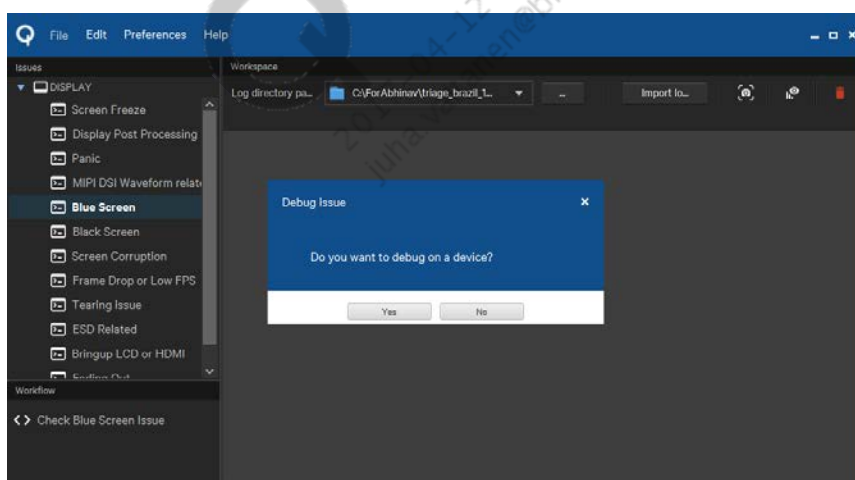 File Edit Preferences Help
Issues
Workspace
DISPLAY
Log directory pa... C:\ForAbhinav\triage_brazil_1... ... Import lo...
Screen Freeze
Display Post Processing
Panic
MIPI DSI Waveform relat
Blue Screen
Debug Issue
Black Screen
Screen Corruption
Do you want to debug on a device?
Frame Drop or Low FPS
Tearing Issue
Yes No
ESD Related
Bringup LCD or HDMI
Workflow
Check Blue Screen Issue